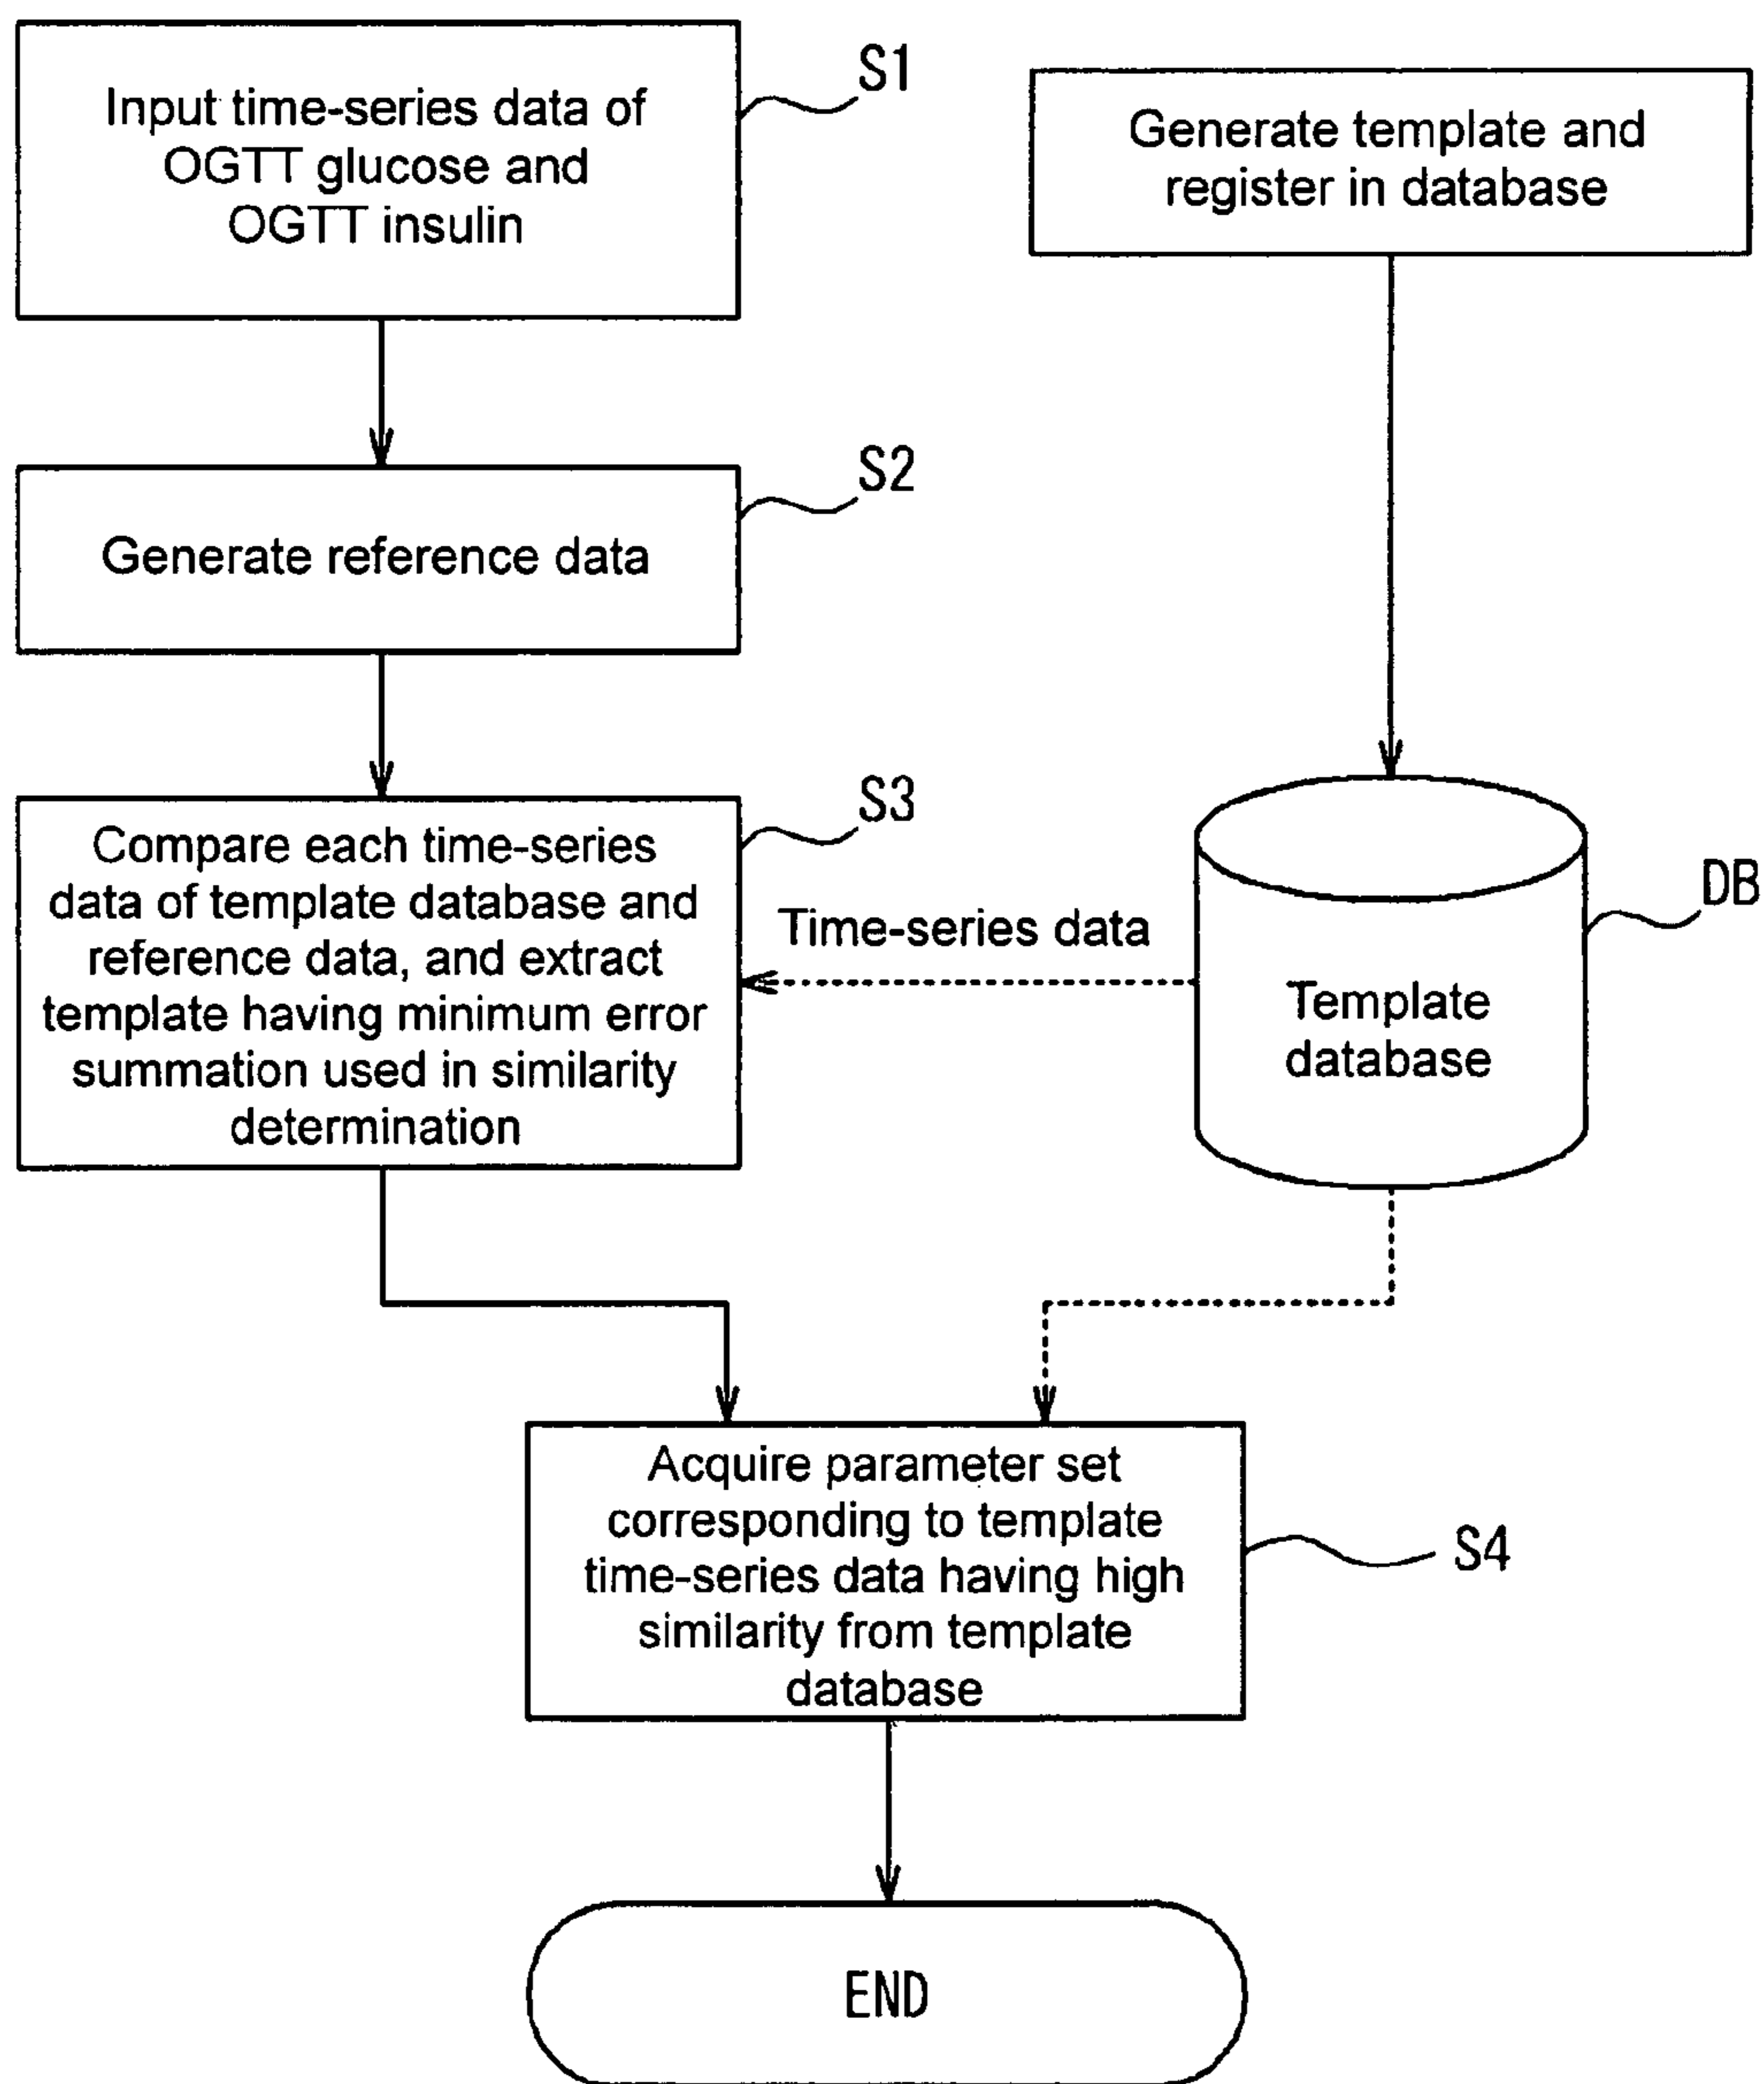 S1
Input time-series data of
OGTT glucose and
OGTT insulin
Generate template and
register in database
S2
Generate reference data
S3
Compare each time-series
data of template database and
reference data, and extract
template having minimum error
summation used in similarity
determination
Time-series data
DB
Template
database
Acquire parameter set
corresponding to template
time-series data having high
similarity from template
database
S4
END